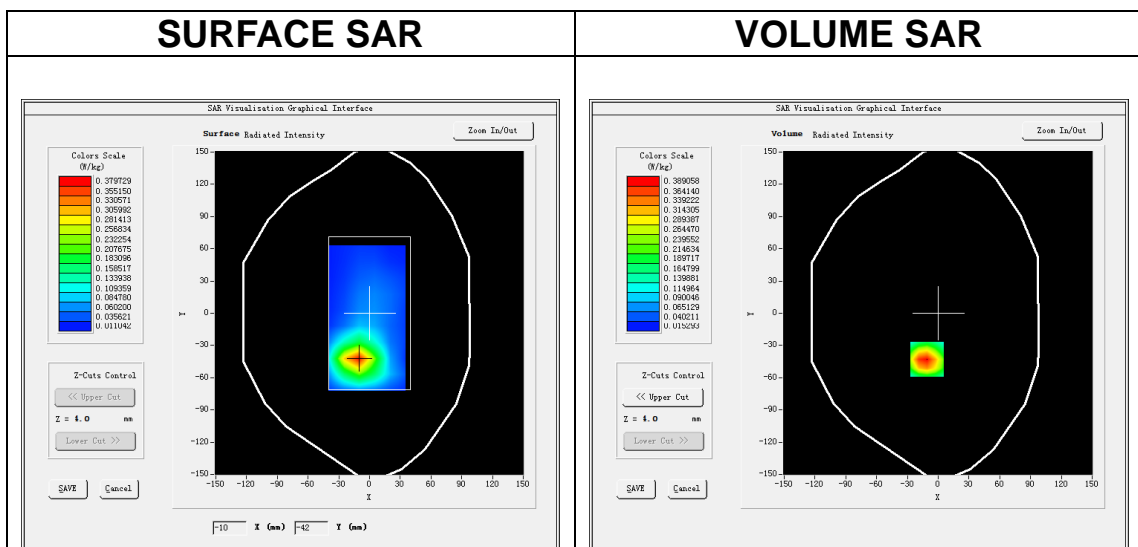 SURFACE SAR
VOLUME SAR
SAR Visualisation Graphical Interface
Surface Radiated Intensity
Zoom In/Out
Colors Scale
(W/kg)
0.379729
0.355150
0.330571
0.305992
0.281413
0.256834
0.232254
0.207675
0.183096
0.158517
0.133938
0.109359
0.084780
0.060200
0.035621
0.011042
150
120
90
60
30
0
-30
-60
-90
-120
-150
Y
-150 -120 -90 -60 -30 0 30 60 90 120 150
X
Z-Cuts Control
<< Upper Cut
Z = 4.0 mm
Lower Cut >>
SAVE Cancel
-10 X (mm) -42 Y (mm)
SAR Visualisation Graphical Interface
Volume Radiated Intensity
Zoom In/Out
Colors Scale
(W/kg)
0.389058
0.364140
0.339222
0.314305
0.289387
0.264470
0.239552
0.214634
0.189717
0.164799
0.139881
0.114964
0.090046
0.065129
0.040211
0.015293
150
120
90
60
30
0
-30
-60
-90
-120
-150
Y
-150 -120 -90 -60 -30 0 30 60 90 120 150
X
Z-Cuts Control
<< Upper Cut
Z = 4.0 mm
Lower Cut >>
SAVE Cancel